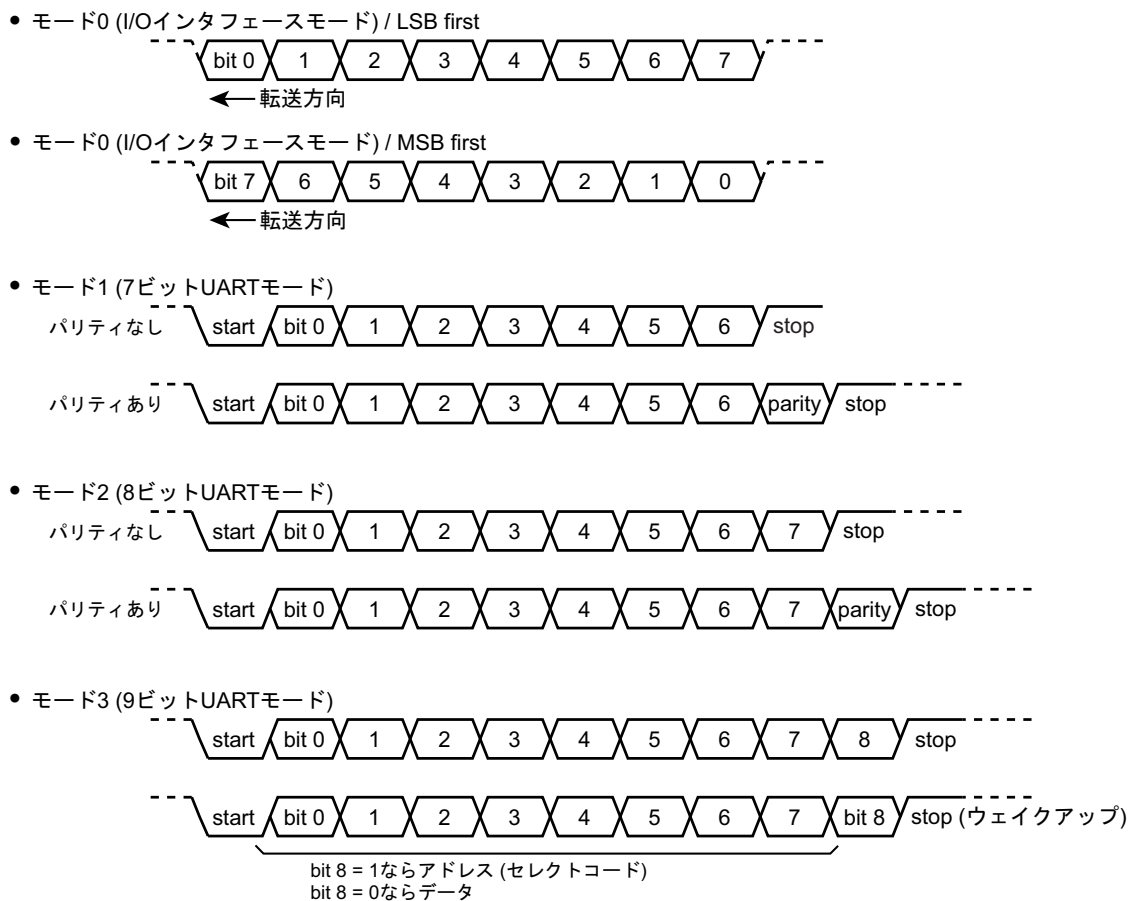 ● モード0 (I/Oインタフェースモード) / LSB first
bit 0 1 2 3 4 5 6 7
転送方向
● モード0 (I/Oインタフェースモード) / MSB first
bit 7 6 5 4 3 2 1 0
転送方向
● モード1 (7ビットUARTモード)
パリティなし start bit 0 1 2 3 4 5 6 stop
パリティあり start bit 0 1 2 3 4 5 6 parity stop
● モード2 (8ビットUARTモード)
パリティなし start bit 0 1 2 3 4 5 6 7 stop
パリティあり start bit 0 1 2 3 4 5 6 7 parity stop
● モード3 (9ビットUARTモード)
start bit 0 1 2 3 4 5 6 7 8 stop
start bit 0 1 2 3 4 5 6 7 bit 8 stop (ウェイクアップ)
bit 8 = 1ならアドレス (セレクトコード)
bit 8 = 0ならデータ